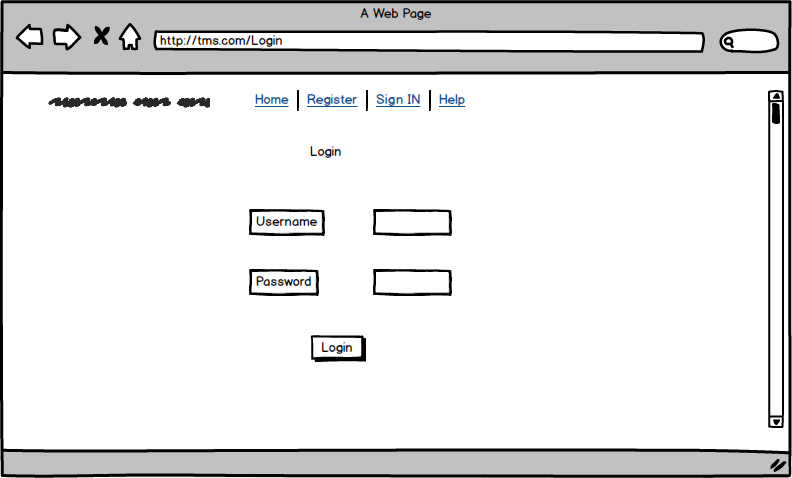 A Web Page
http://tms.com/Login
Home Register Sign IN Help
Login
Username
Password
Login